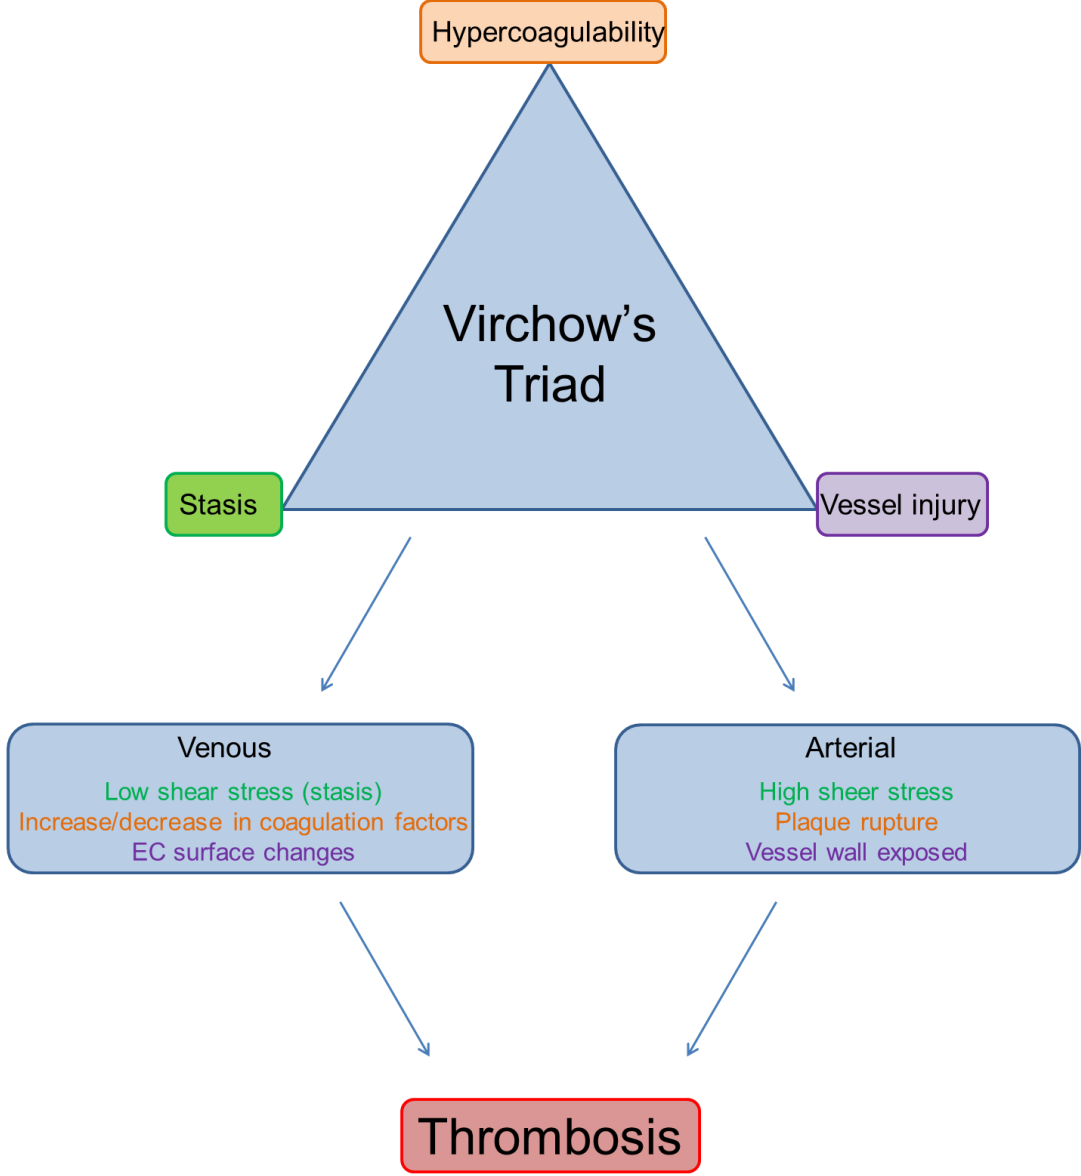 Hypercoagulability
Virchow’s
Triad
Stasis
Vessel injury
Venous
Low shear stress (stasis)
Increase/decrease in coagulation factors
EC surface changes
Arterial
High sheer stress
Plaque rupture
Vessel wall exposed
Thrombosis